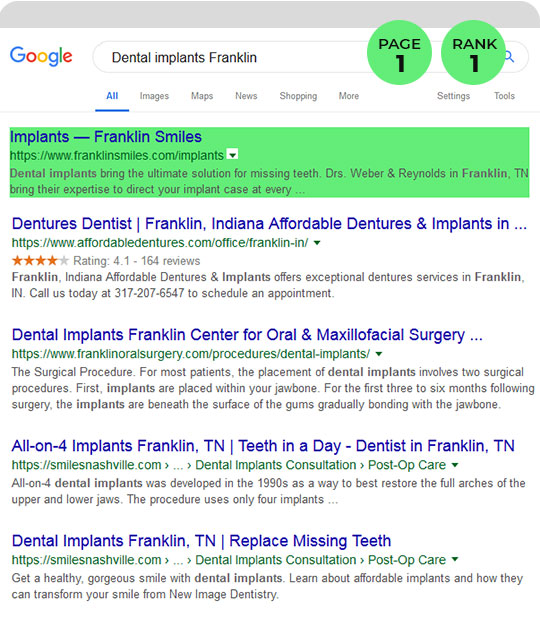 Google
Dental implants Franklin
PAGE 1
RANK 1
All Images Maps News Shopping More Settings Tools
Implants — Franklin Smiles
https://www.franklinsmiles.com/implants
Dental implants bring the ultimate solution for missing teeth. Drs. Weber & Reynolds in Franklin, TN
bring their expertise to direct your implant case at every ...
Dentures Dentist | Franklin, Indiana Affordable Dentures & Implants in ...
https://www.affordabledentures.com/office/franklin-in/
Rating: 4.1 - 164 reviews
Franklin, Indiana Affordable Dentures & Implants offers exceptional dentures services in Franklin,
IN. Call us today at 317-207-6547 to schedule an appointment.
Dental Implants Franklin Center for Oral & Maxillofacial Surgery ...
https://www.franklinoralsurgery.com/procedures/dental-implants/
The Surgical Procedure. For most patients, the placement of dental implants involves two surgical
procedures. First, implants are placed within your jawbone. For the first three to six months following
surgery, the implants are beneath the surface of the gums gradually bonding with the jawbone.
All-on-4 Implants Franklin, TN | Teeth in a Day - Dentist in Franklin, TN
https://smilesnashville.com › ... › Dental Implants Consultation › Post-Op Care
All-on-4 dental implants was developed in the 1990s as a way to best restore the full arches of the
upper and lower jaws. The procedure uses only four implants ...
Dental Implants Franklin, TN | Replace Missing Teeth
https://smilesnashville.com › ... › Dental Implants Consultation › Post-Op Care
Get a healthy, gorgeous smile with dental implants. Learn about affordable implants and how they
can transform your smile from New Image Dentistry.